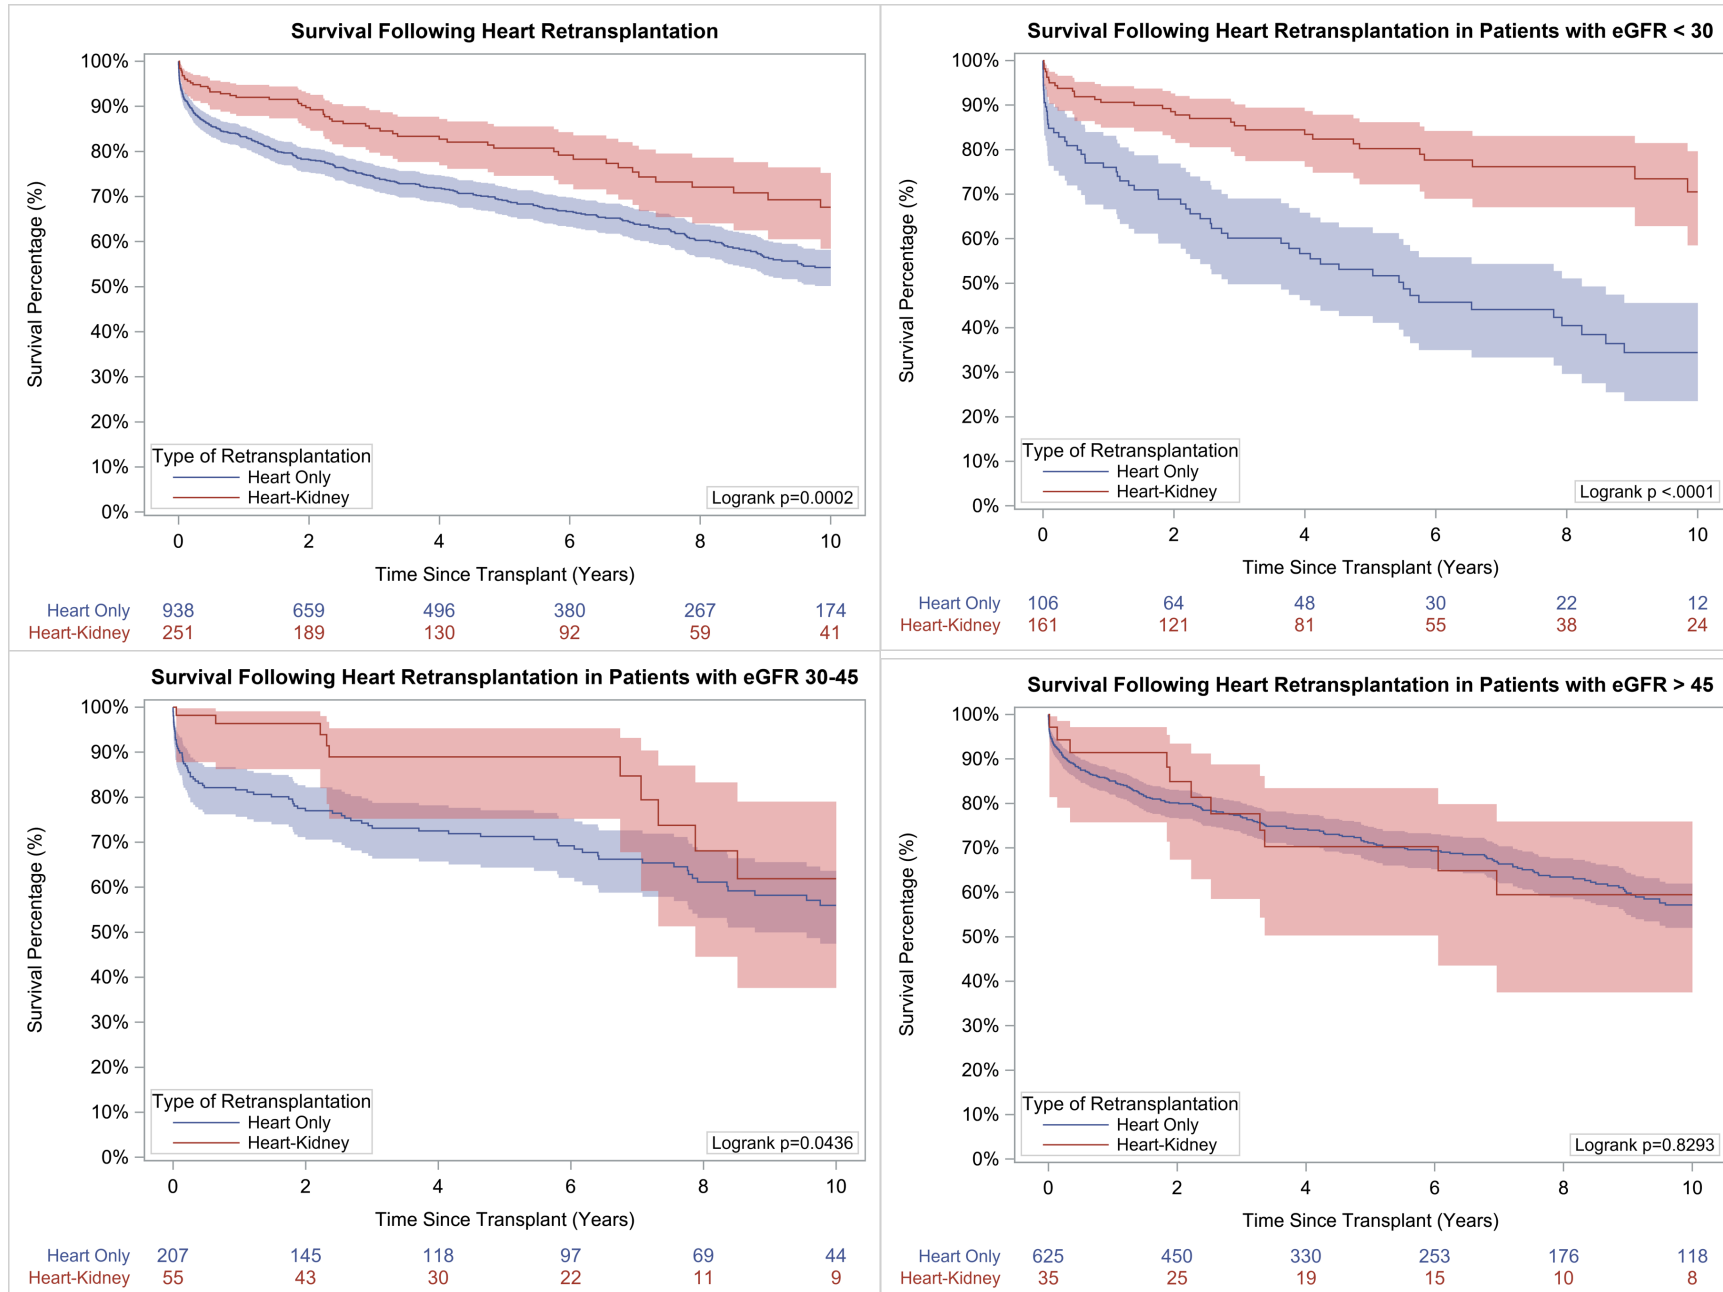 Survival Following Heart Retransplantation
Survival Percentage (%)
100%
90%
80%
70%
60%
50%
40%
30%
20%
10%
0%
Type of Retransplantation
Heart Only
Heart-Kidney
Logrank p=0.0002
0 2 4 6 8 10
Time Since Transplant (Years)
Heart Only 938 659 496 380 267 174
Heart-Kidney 251 189 130 92 59 41
Survival Following Heart Retransplantation in Patients with eGFR < 30
Survival Percentage (%)
100%
90%
80%
70%
60%
50%
40%
30%
20%
10%
0%
Type of Retransplantation
Heart Only
Heart-Kidney
Logrank p <.0001
0 2 4 6 8 10
Time Since Transplant (Years)
Heart Only 106 64 48 30 22 12
Heart-Kidney 161 121 81 55 38 24
Survival Following Heart Retransplantation in Patients with eGFR 30-45
Survival Percentage (%)
100%
90%
80%
70%
60%
50%
40%
30%
20%
10%
0%
Type of Retransplantation
Heart Only
Heart-Kidney
Logrank p=0.0436
0 2 4 6 8 10
Time Since Transplant (Years)
Heart Only 207 145 118 97 69 44
Heart-Kidney 55 43 30 22 11 9
Survival Following Heart Retransplantation in Patients with eGFR > 45
Survival Percentage (%)
100%
90%
80%
70%
60%
50%
40%
30%
20%
10%
0%
Type of Retransplantation
Heart Only
Heart-Kidney
Logrank p=0.8293
0 2 4 6 8 10
Time Since Transplant (Years)
Heart Only 625 450 330 253 176 118
Heart-Kidney 35 25 19 15 10 8